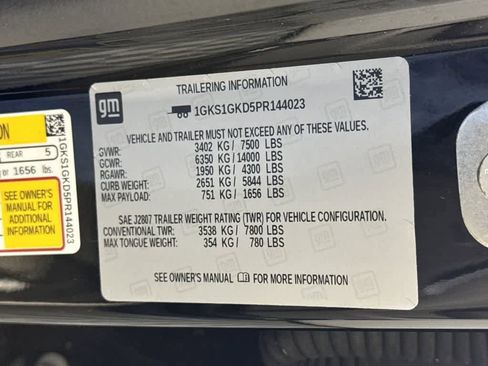 gm
TRAILERING INFORMATION
1GKS1GKD5PR144023
VEHICLE AND TRAILER MUST NOT EXCEED ANY OF THESE VALUES.
GVWR: 3402 KG/ 7500 LBS
GCWR: 6350 KG/14000 LBS
RGAWR: 1950 KG/ 4300 LBS
CURB WEIGHT: 2651 KG/ 5844 LBS
MAX PAYLOAD: 751 KG/ 1656 LBS
SAE J2807 TRAILER WEIGHT RATING (TWR) FOR VEHICLE CONFIGURATION.
CONVENTIONAL TWR: 3538 KG / 7800 LBS
MAX TONGUE WEIGHT: 354 KG / 780 LBS
SEE OWNER'S MANUAL FOR MORE INFORMATION
REAR 5
or 1656 lbs.
SEE OWNER'S
MANUAL FOR
ADDITIONAL
INFORMATION
1GKS1GKD5PR144023